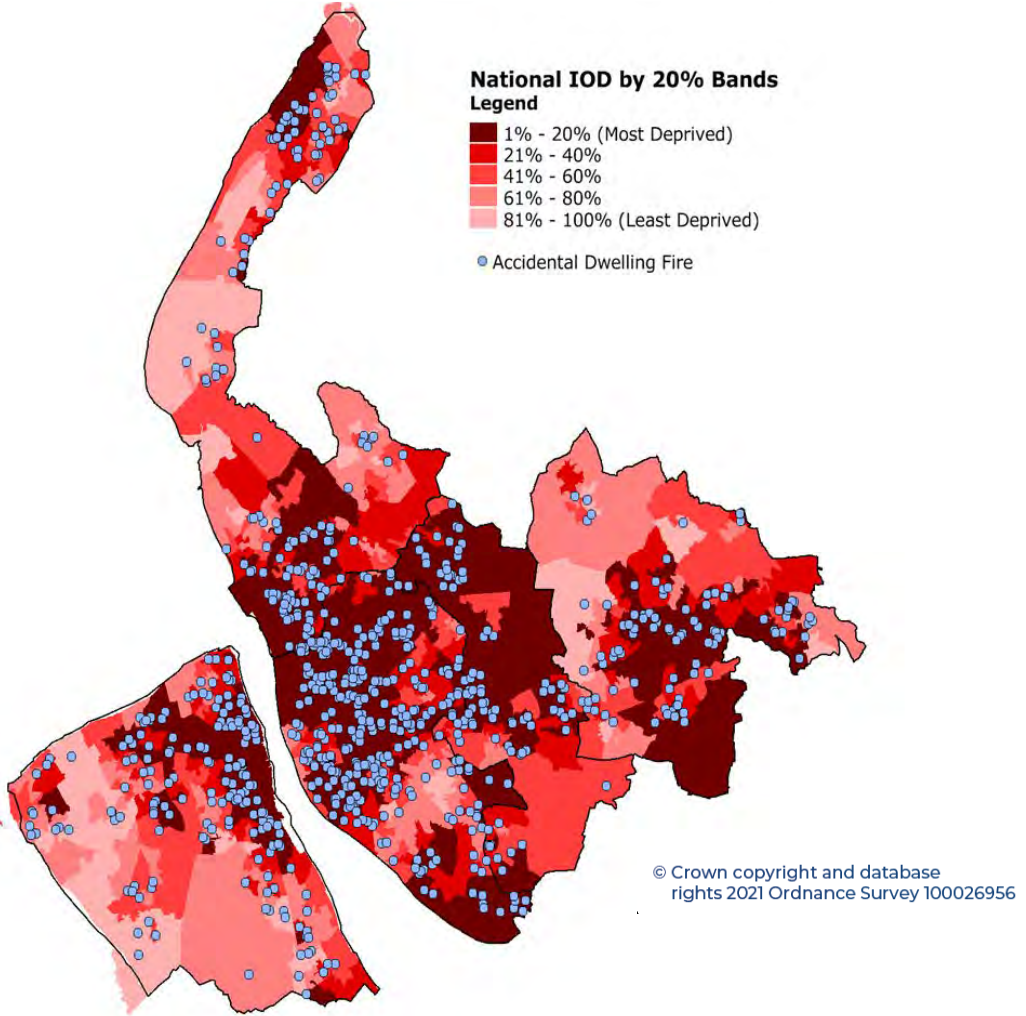 National IOD by 20% Bands
Legend
1% - 20% (Most Deprived)
21% - 40%
41% - 60%
61% - 80%
81% - 100% (Least Deprived)
Accidental Dwelling Fire
© Crown copyright and database
rights 2021 Ordnance Survey 100026956